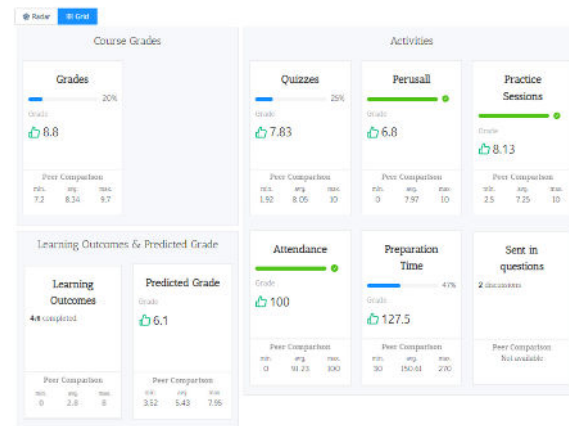 Radar Grid
Course Grades
Grades
20%
Grade
8.8
Peer Comparison
min. avg. max.
7.2 8.34 9.7
Activities
Quizzes
25%
Grade
7.83
Peer Comparison
min. avg. max.
1.92 8.05 10
Perusall
Grade
6.8
Peer Comparison
min. avg. max.
0 7.97 10
Practice
Sessions
Grade
8.13
Peer Comparison
min. avg. max.
2.5 7.25 10
Learning Outcomes & Predicted Grade
Learning
Outcomes
completed
Peer Comparison
min. avg. max.
0 2.8 8
Predicted Grade
Grade
6.1
Peer Comparison
min. avg. max.
3.52 5.43 7.95
Attendance
Grade
100
Peer Comparison
min. avg. max.
0 100
Preparation
Time
47%
Grade
127.5
Peer Comparison
min. avg. max.
30 150.61 270
Sent in
questions
2 discussions
Peer Comparison
Not available